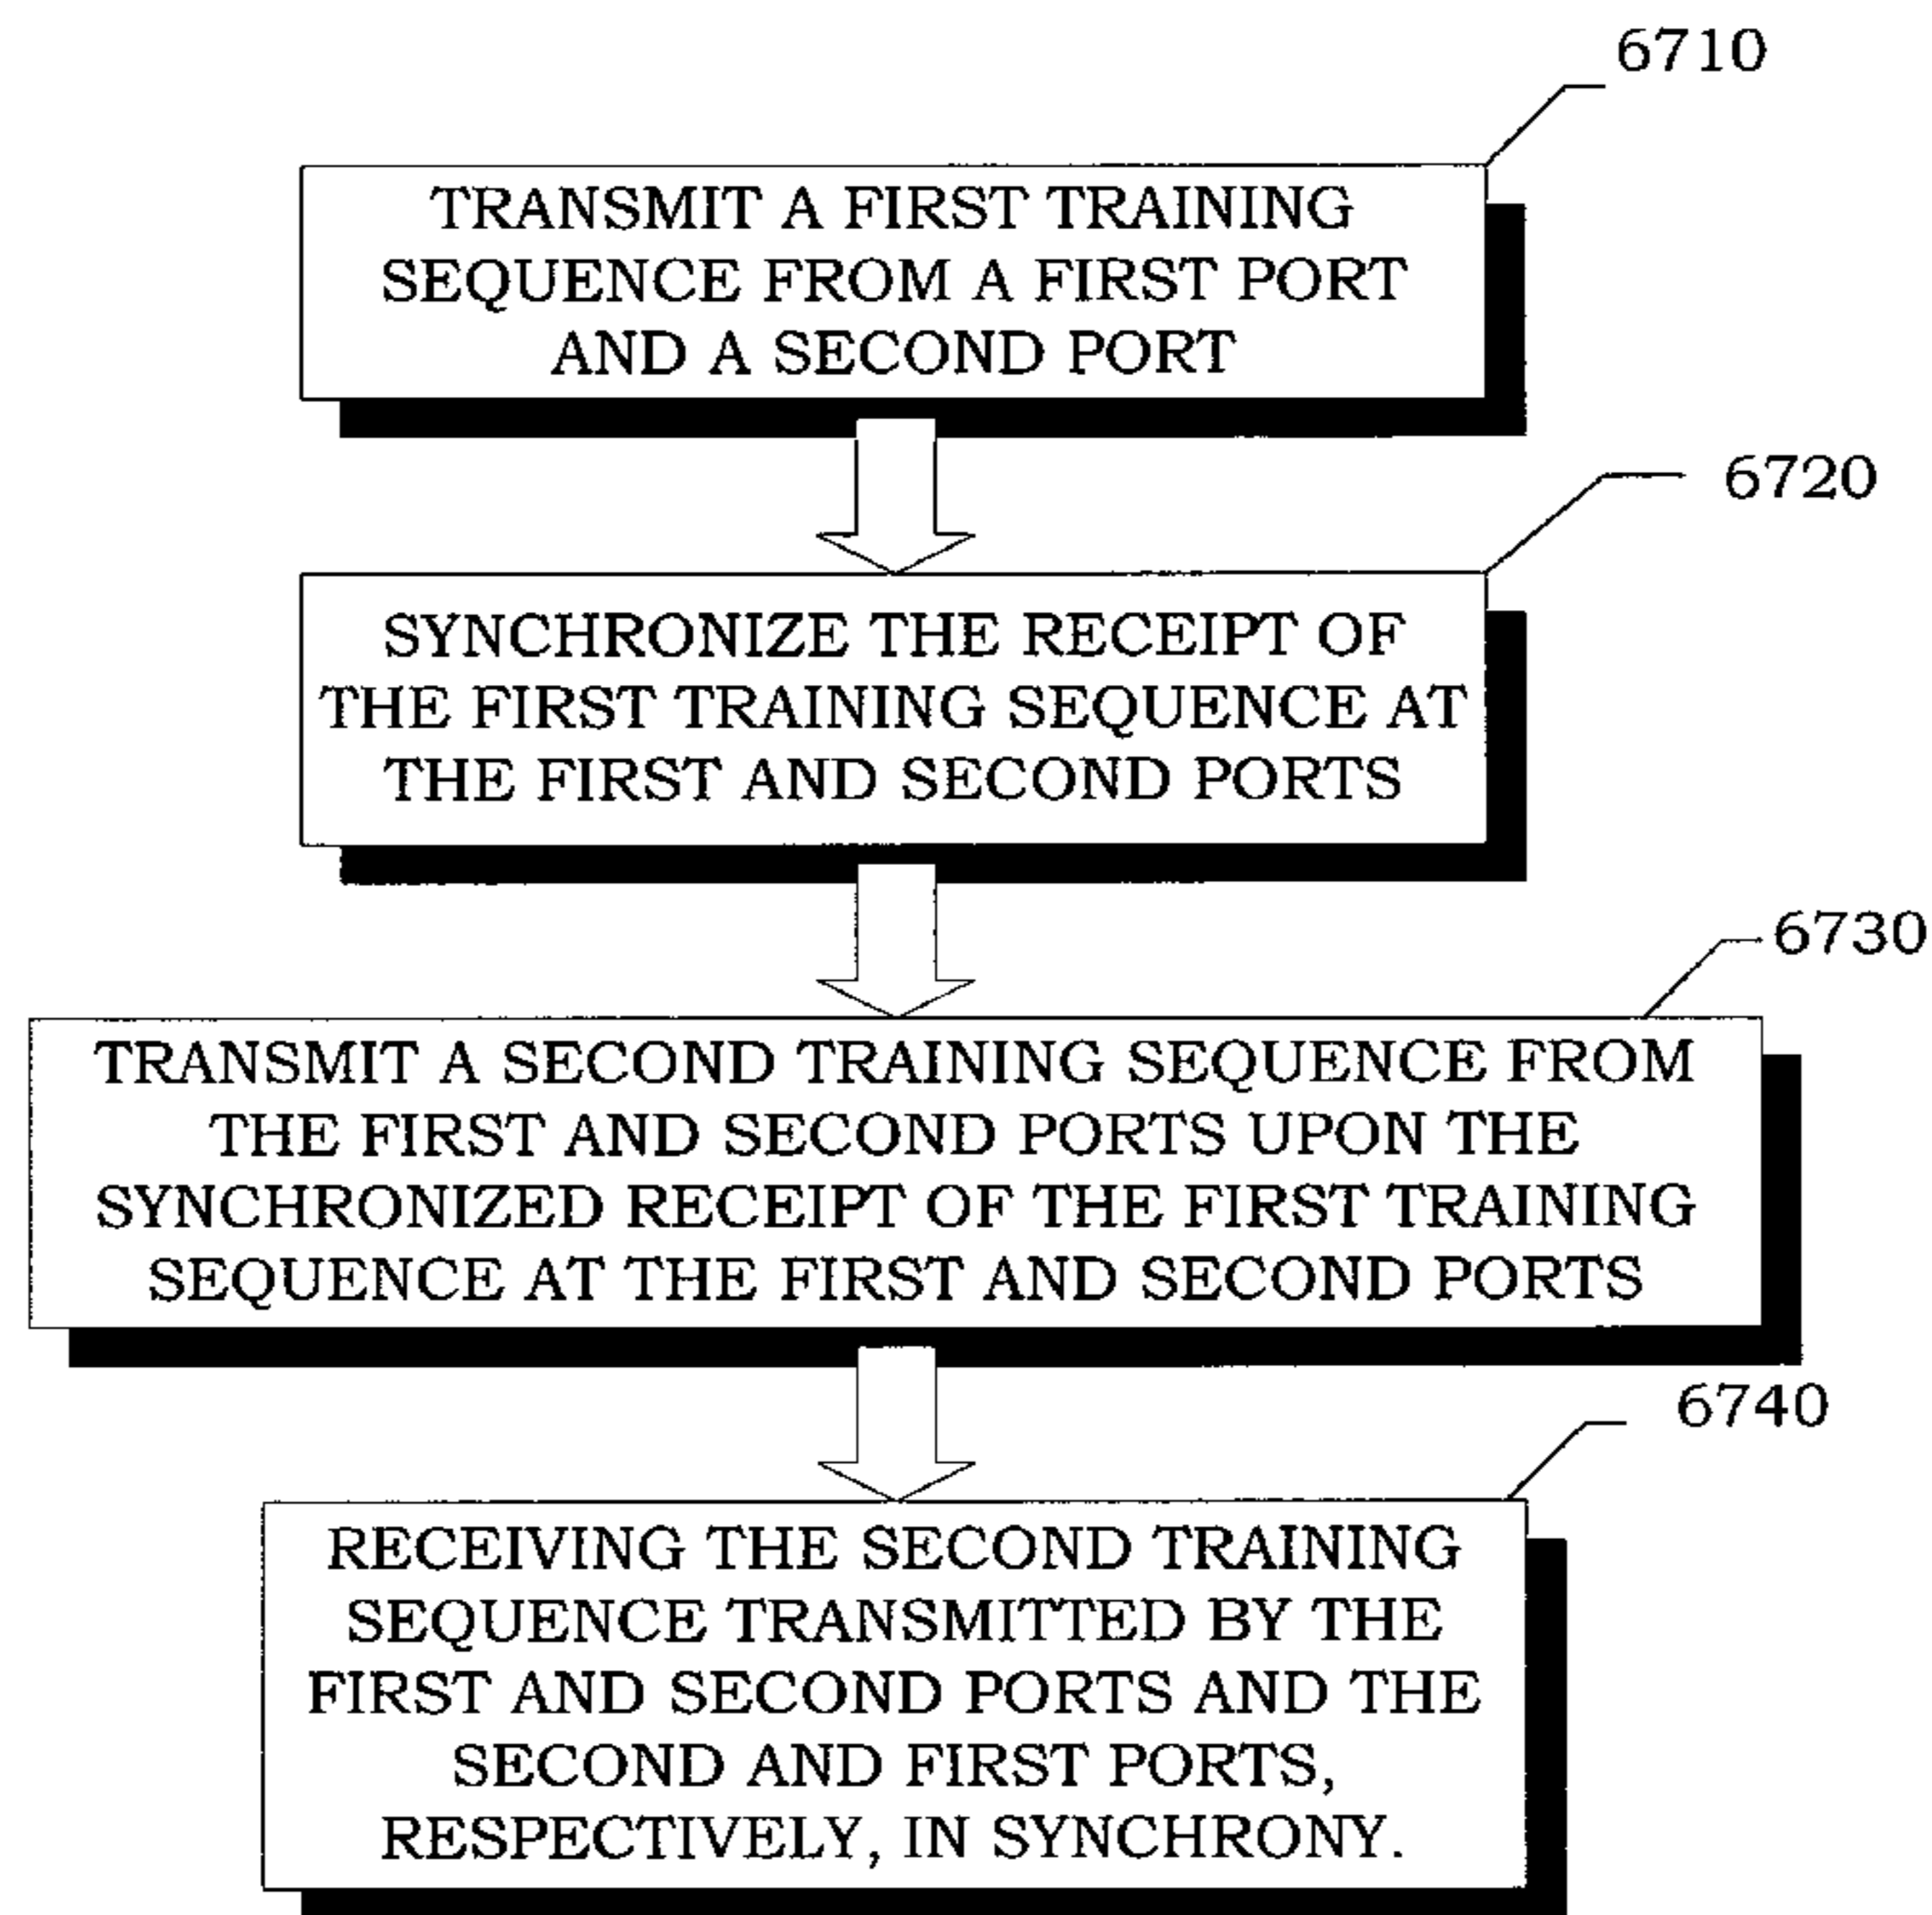 6710
TRANSMIT A FIRST TRAINING
SEQUENCE FROM A FIRST PORT
AND A SECOND PORT
6720
SYNCHRONIZE THE RECEIPT OF
THE FIRST TRAINING SEQUENCE AT
THE FIRST AND SECOND PORTS
6730
TRANSMIT A SECOND TRAINING SEQUENCE FROM
THE FIRST AND SECOND PORTS UPON THE
SYNCHRONIZED RECEIPT OF THE FIRST TRAINING
SEQUENCE AT THE FIRST AND SECOND PORTS
6740
RECEIVING THE SECOND TRAINING
SEQUENCE TRANSMITTED BY THE
FIRST AND SECOND PORTS AND THE
SECOND AND FIRST PORTS,
RESPECTIVELY, IN SYNCHRONY.